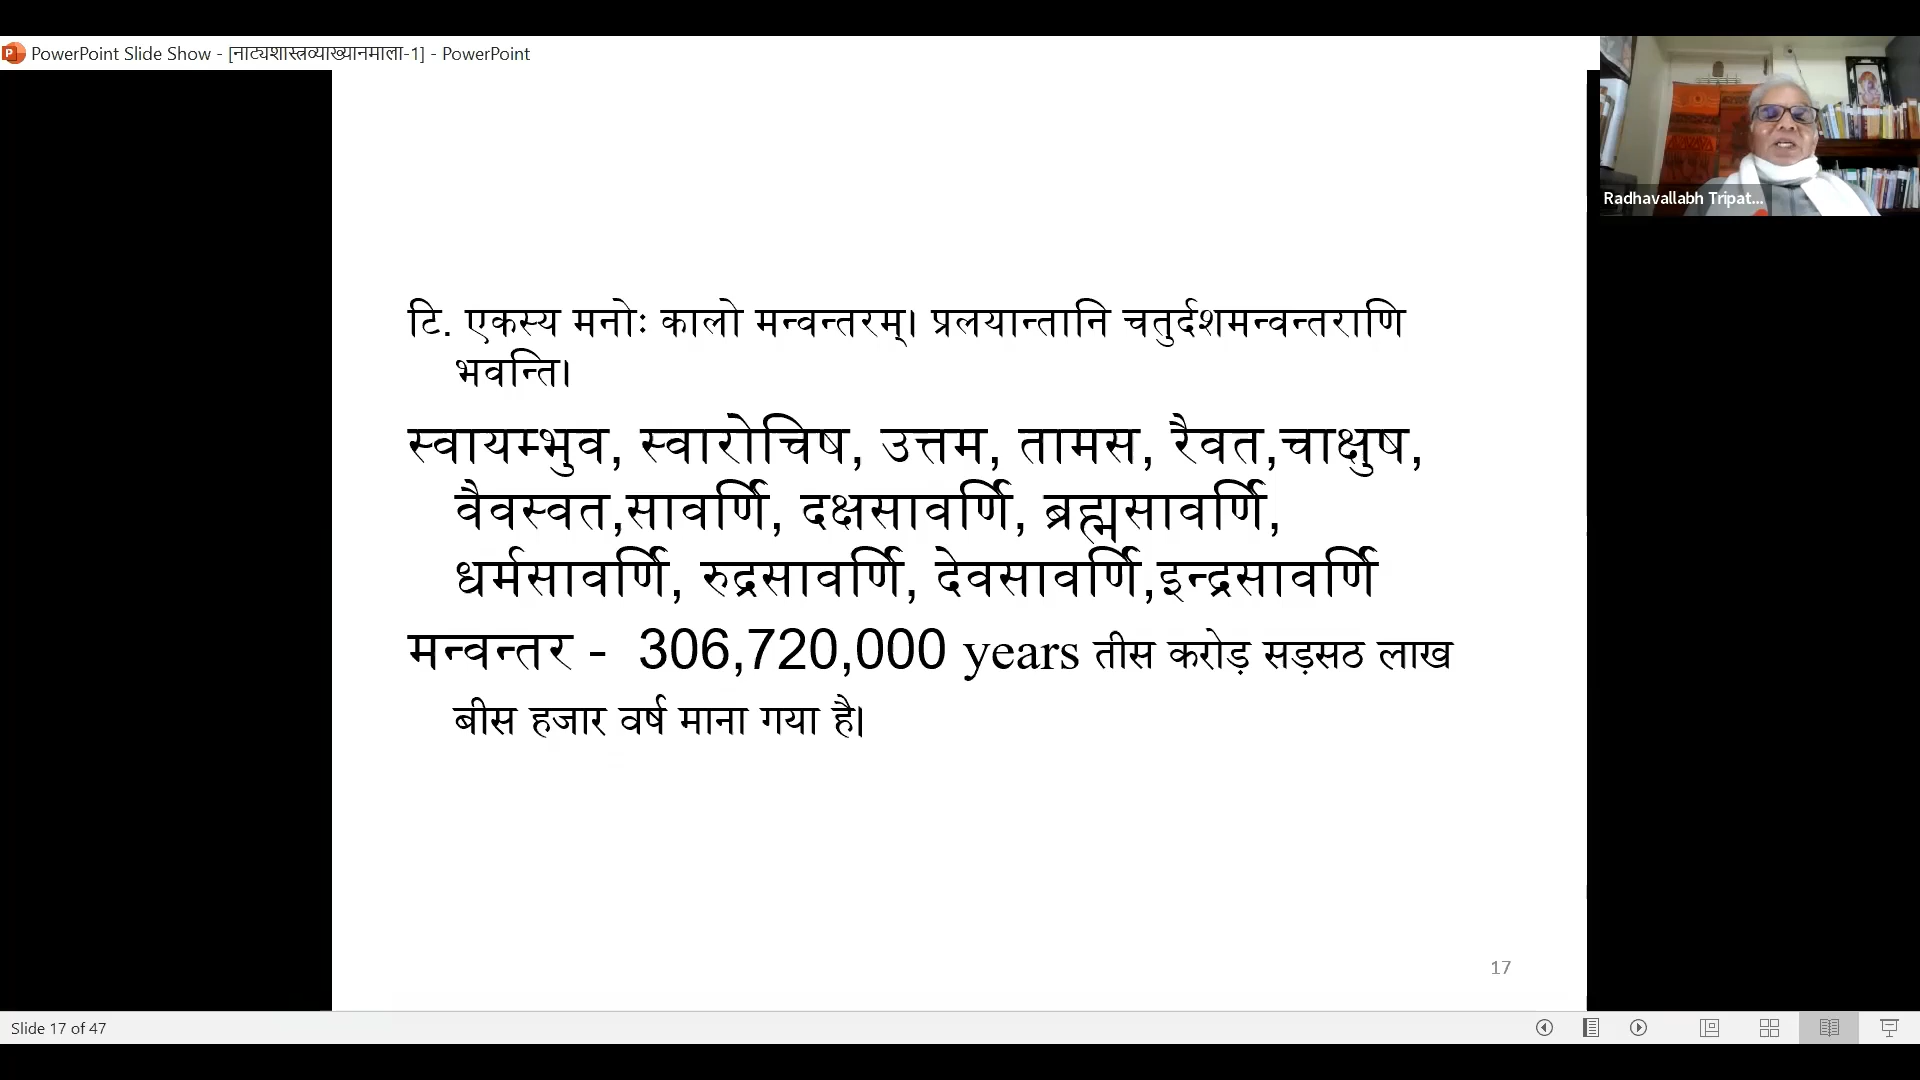 PowerPoint Slide Show - [नाट्यशास्त्रव्याख्यानमाला-1] - PowerPoint
Radhavallabh Tripat...
टि. एकस्य मनोः कालो मन्वन्तरम्। प्रलयान्तानि चतुर्दशमन्वन्तराणि
भवन्ति।
स्वायम्भुव, स्वारोचिष, उत्तम, तामस, रैवत,चाक्षुष,
वैवस्वत,सावर्णि, दक्षसावर्णि, ब्रह्मसावर्णि,
धर्मसावर्णि, रुद्रसावर्णि, देवसावर्णि,इन्द्रसावर्णि
मन्वन्तर - 306,720,000 years तीस करोड़ सड़सठ लाख
बीस हजार वर्ष माना गया है।
17
Slide 17 of 47